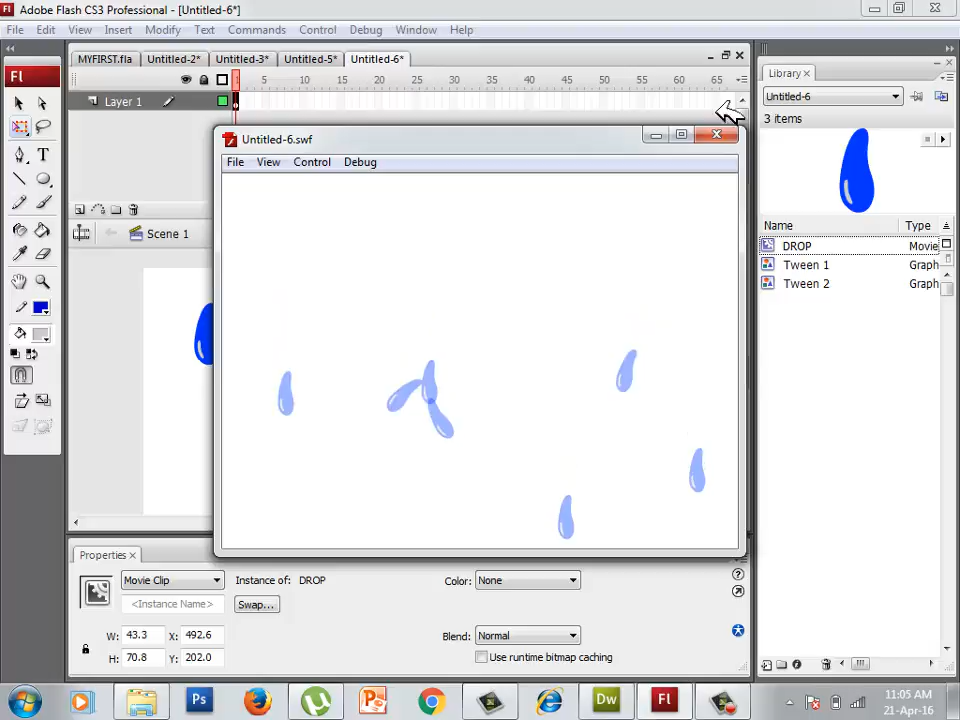 Adobe Flash CS3 Professional - [Untitled-6*]
File Edit View Insert Modify Text Commands Control Debug Window Help
Fl
MYFIRST.fla Untitled-2* Untitled-3* Untitled-5* Untitled-6*
5 10 15 20 25 30 35 40 45 50 55 60 65
Layer 1
Untitled-6.swf
File View Control Debug
Scene 1
Library
Untitled-6
3 items
Name Type
DROP Movie
Tween 1 Graph
Tween 2 Graph
Properties
Movie Clip Instance of: DROP Color: None
<Instance Name> Swap...
W: 43.3 X: 492.6 Blend: Normal
H: 70.8 Y: 202.0 Use runtime bitmap caching
Ps Dw Fl
11:05 AM
21-Apr-16